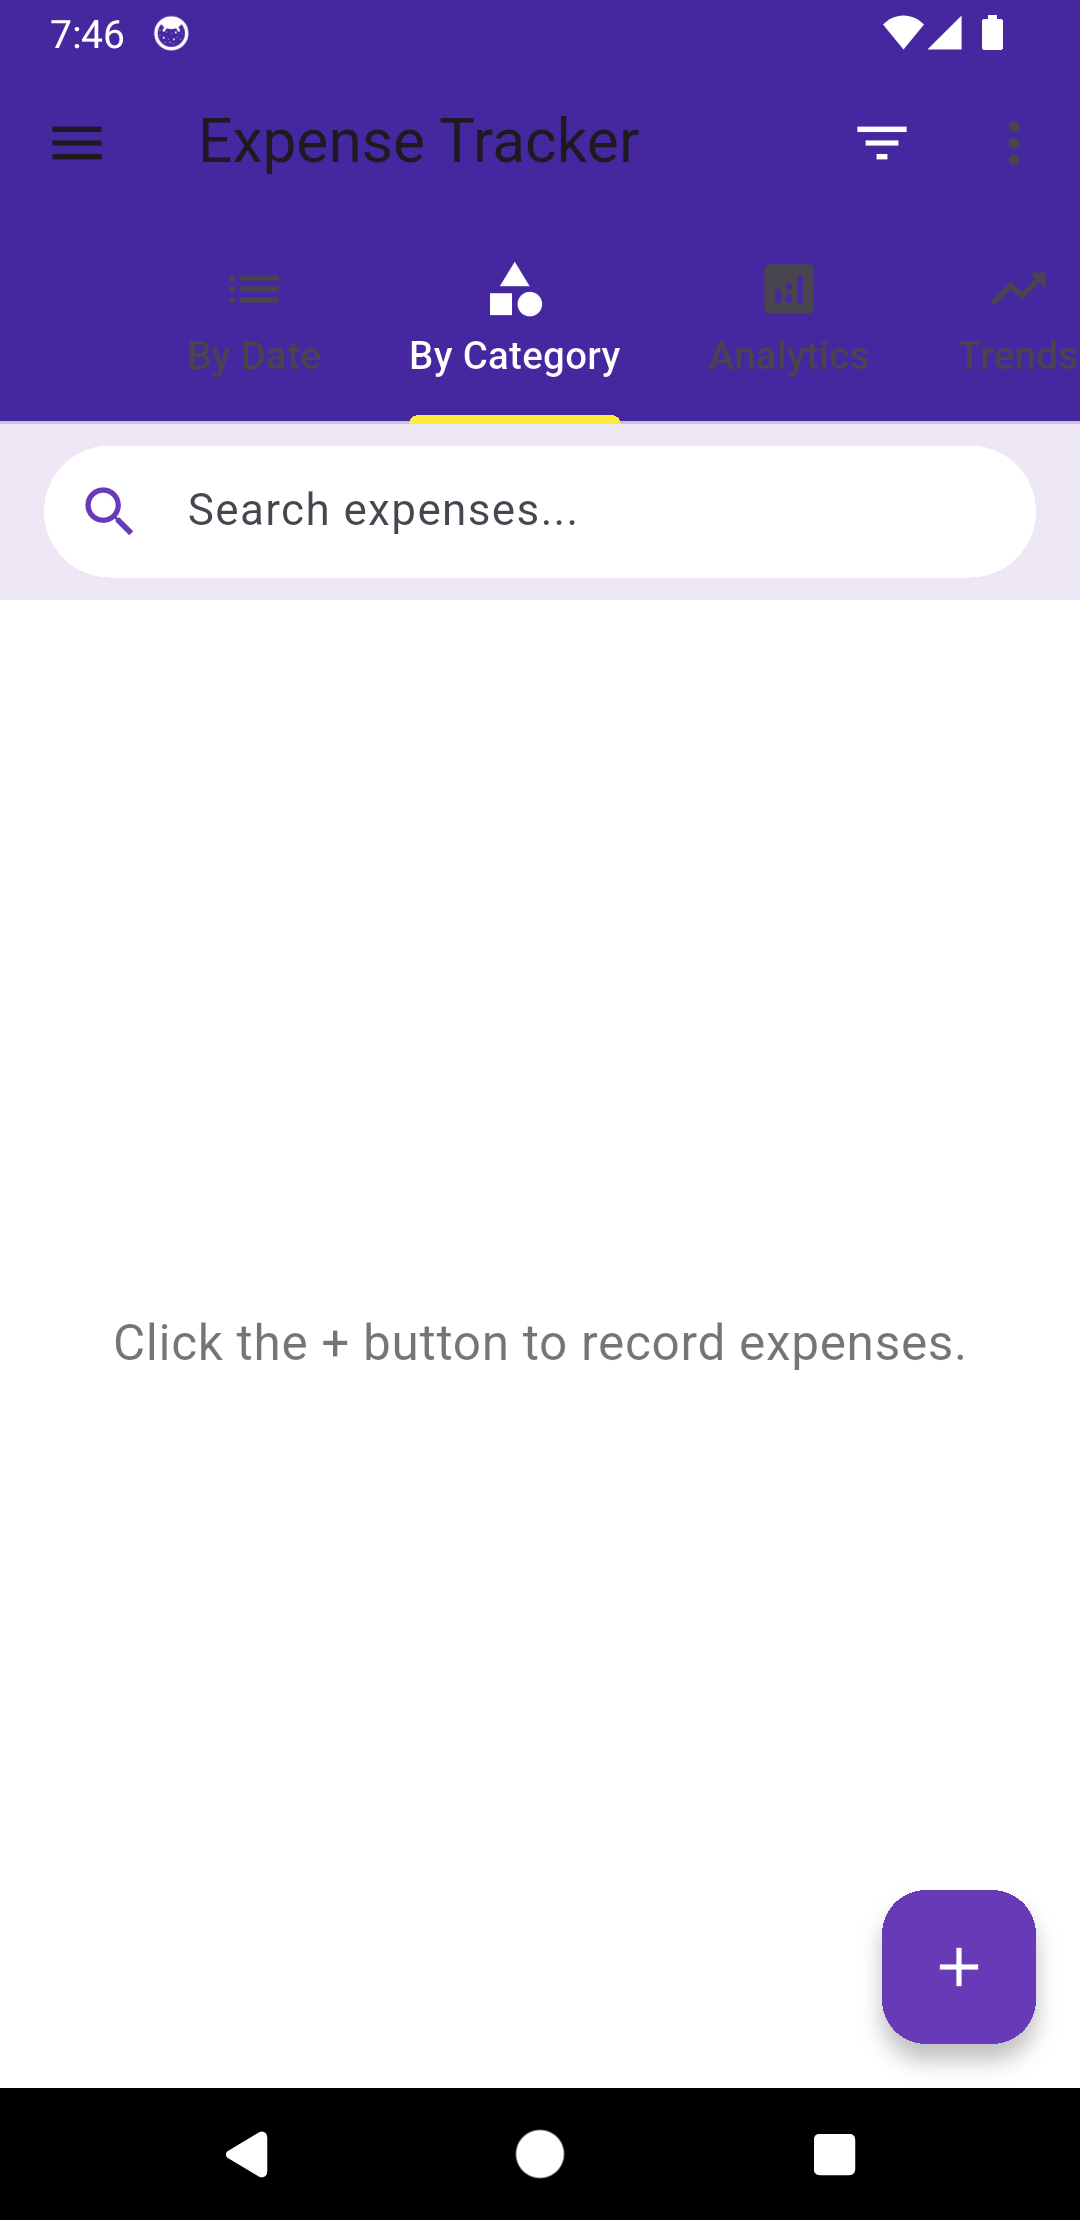 7:46
Expense Tracker
By Date
By Category
Analytics
Trends
Search expenses...
Click the + button to record expenses.